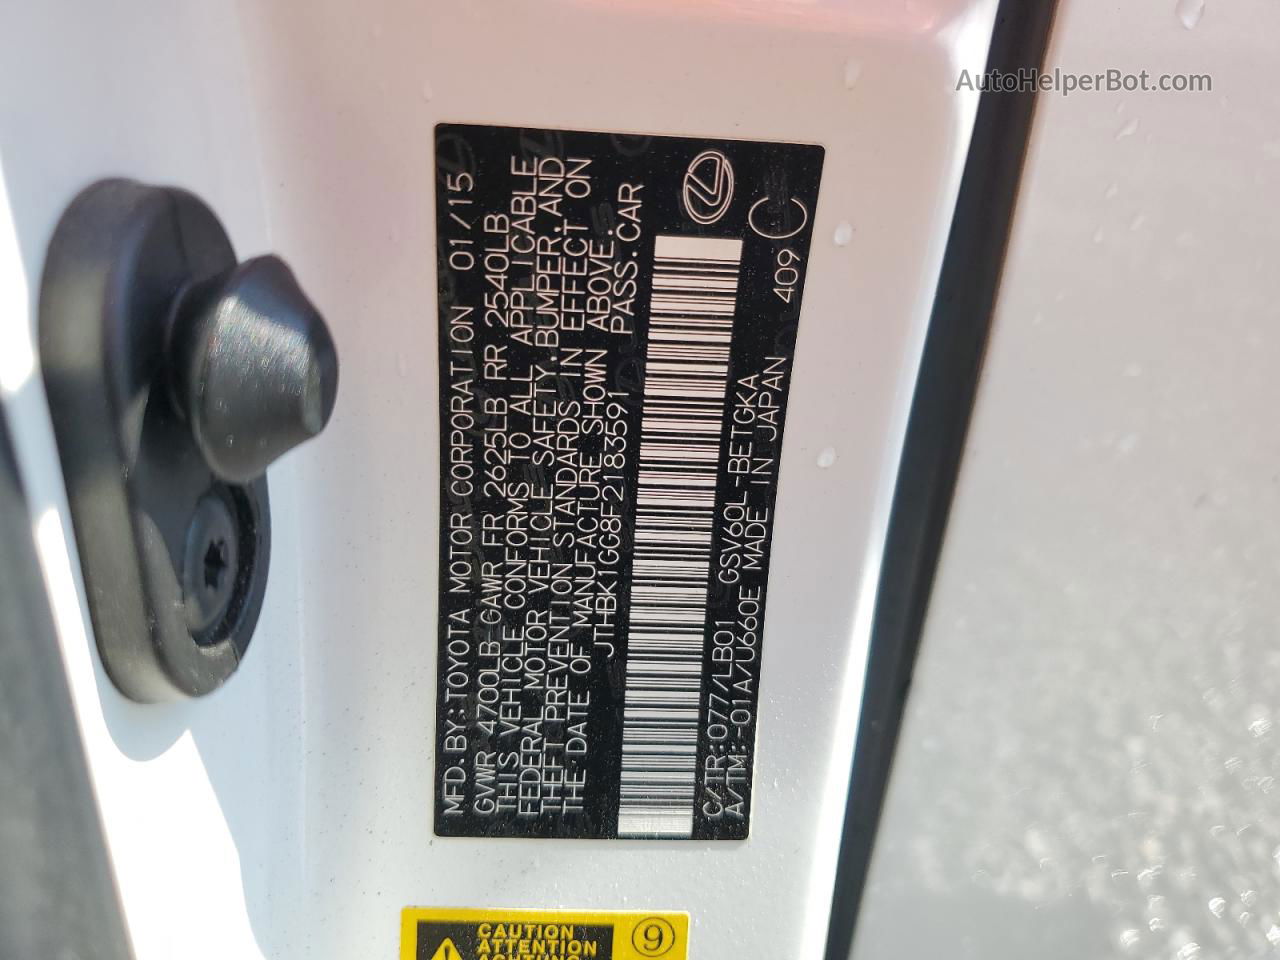 AutoHelperBot.com
MFD.BY: TOYOTA MOTOR CORPORATION 01/15
GVWR 4700LB GAWR FR 2625LB RR 2540LB
THIS VEHICLE CONFORMS TO ALL APPLICABLE
FEDERAL MOTOR VEHICLE SAFETY,BUMPER,AND
THEFT PREVENTION STANDARDS IN EFFECT ON
THE DATE OF MANUFACTURE SHOWN ABOVE.
JTHBK1GG8F2183591 PASS.CAR
C/TR:077/LB01 GSV60L-BETGKA
A/TM:-01A/U660E MADE IN JAPAN 409 C
CAUTION
ATTENTION
ACHTUNG
9